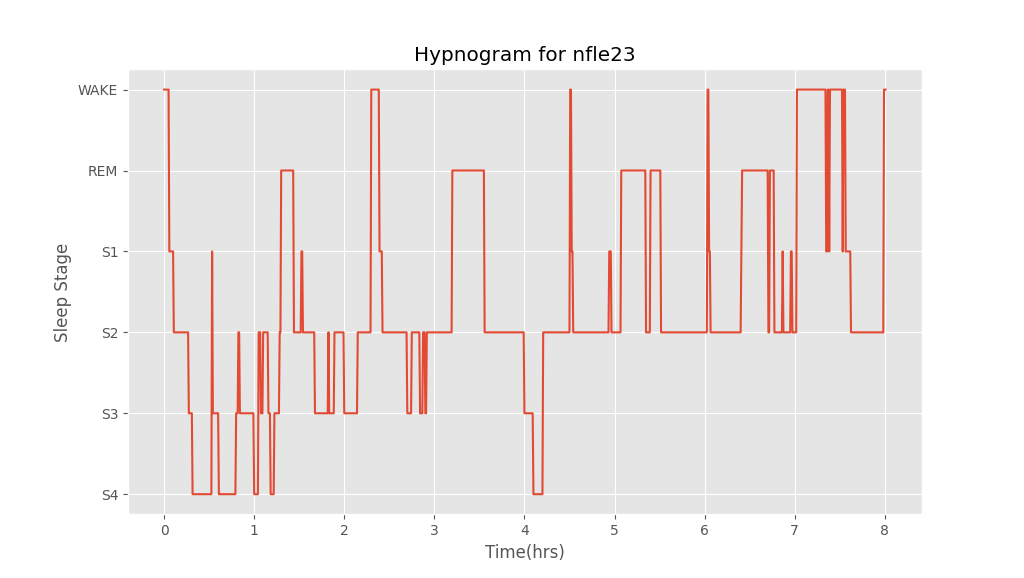 Hypnogram for nfle23
WAKE
REM
S1
S2
S3
S4
Sleep Stage
0 1 2 3 4 5 6 7 8
Time(hrs)